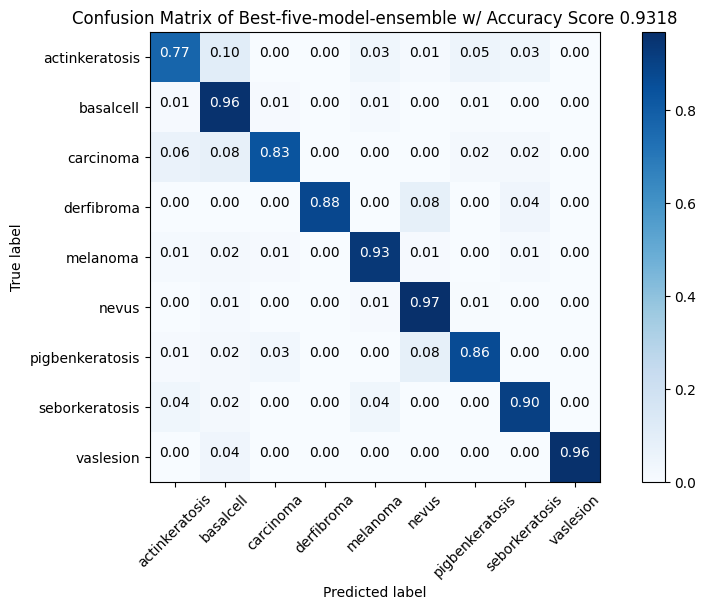 Confusion Matrix of Best-five-model-ensemble w/ Accuracy Score 0.9318
actinkeratosis 0.77 0.10 0.00 0.00 0.03 0.01 0.05 0.03 0.00
basalcell 0.01 0.96 0.01 0.00 0.01 0.00 0.01 0.00 0.00
carcinoma 0.06 0.08 0.83 0.00 0.00 0.00 0.02 0.02 0.00
derfibroma 0.00 0.00 0.00 0.88 0.00 0.08 0.00 0.04 0.00
melanoma 0.01 0.02 0.01 0.00 0.93 0.01 0.00 0.01 0.00
nevus 0.00 0.01 0.00 0.00 0.01 0.97 0.01 0.00 0.00
pigbenkeratosis 0.01 0.02 0.03 0.00 0.00 0.08 0.86 0.00 0.00
seborkeratosis 0.04 0.02 0.00 0.00 0.04 0.00 0.00 0.90 0.00
vaslesion 0.00 0.04 0.00 0.00 0.00 0.00 0.00 0.00 0.96
True label
actinkeratosis basalcell carcinoma derfibroma melanoma nevus pigbenkeratosis seborkeratosis vaslesion
Predicted label
0.8
0.6
0.4
0.2
0.0